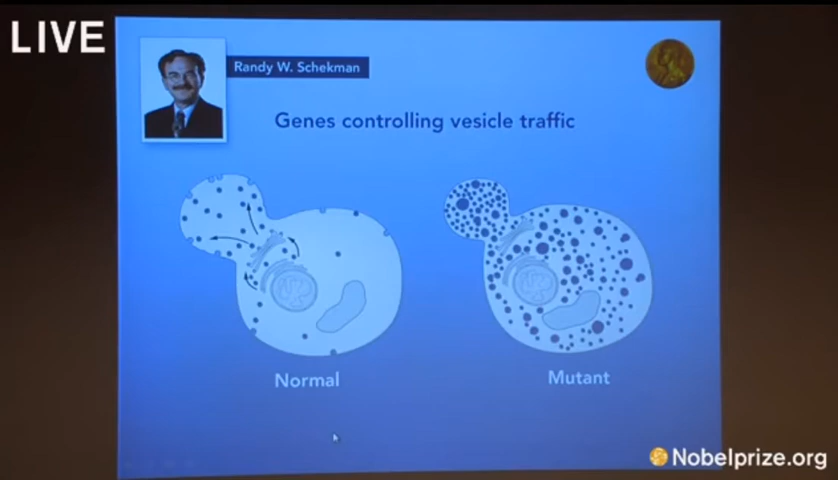 LIVE
Randy W. Schekman
Genes controlling vesicle traffic
Normal
Mutant
Nobelprize.org